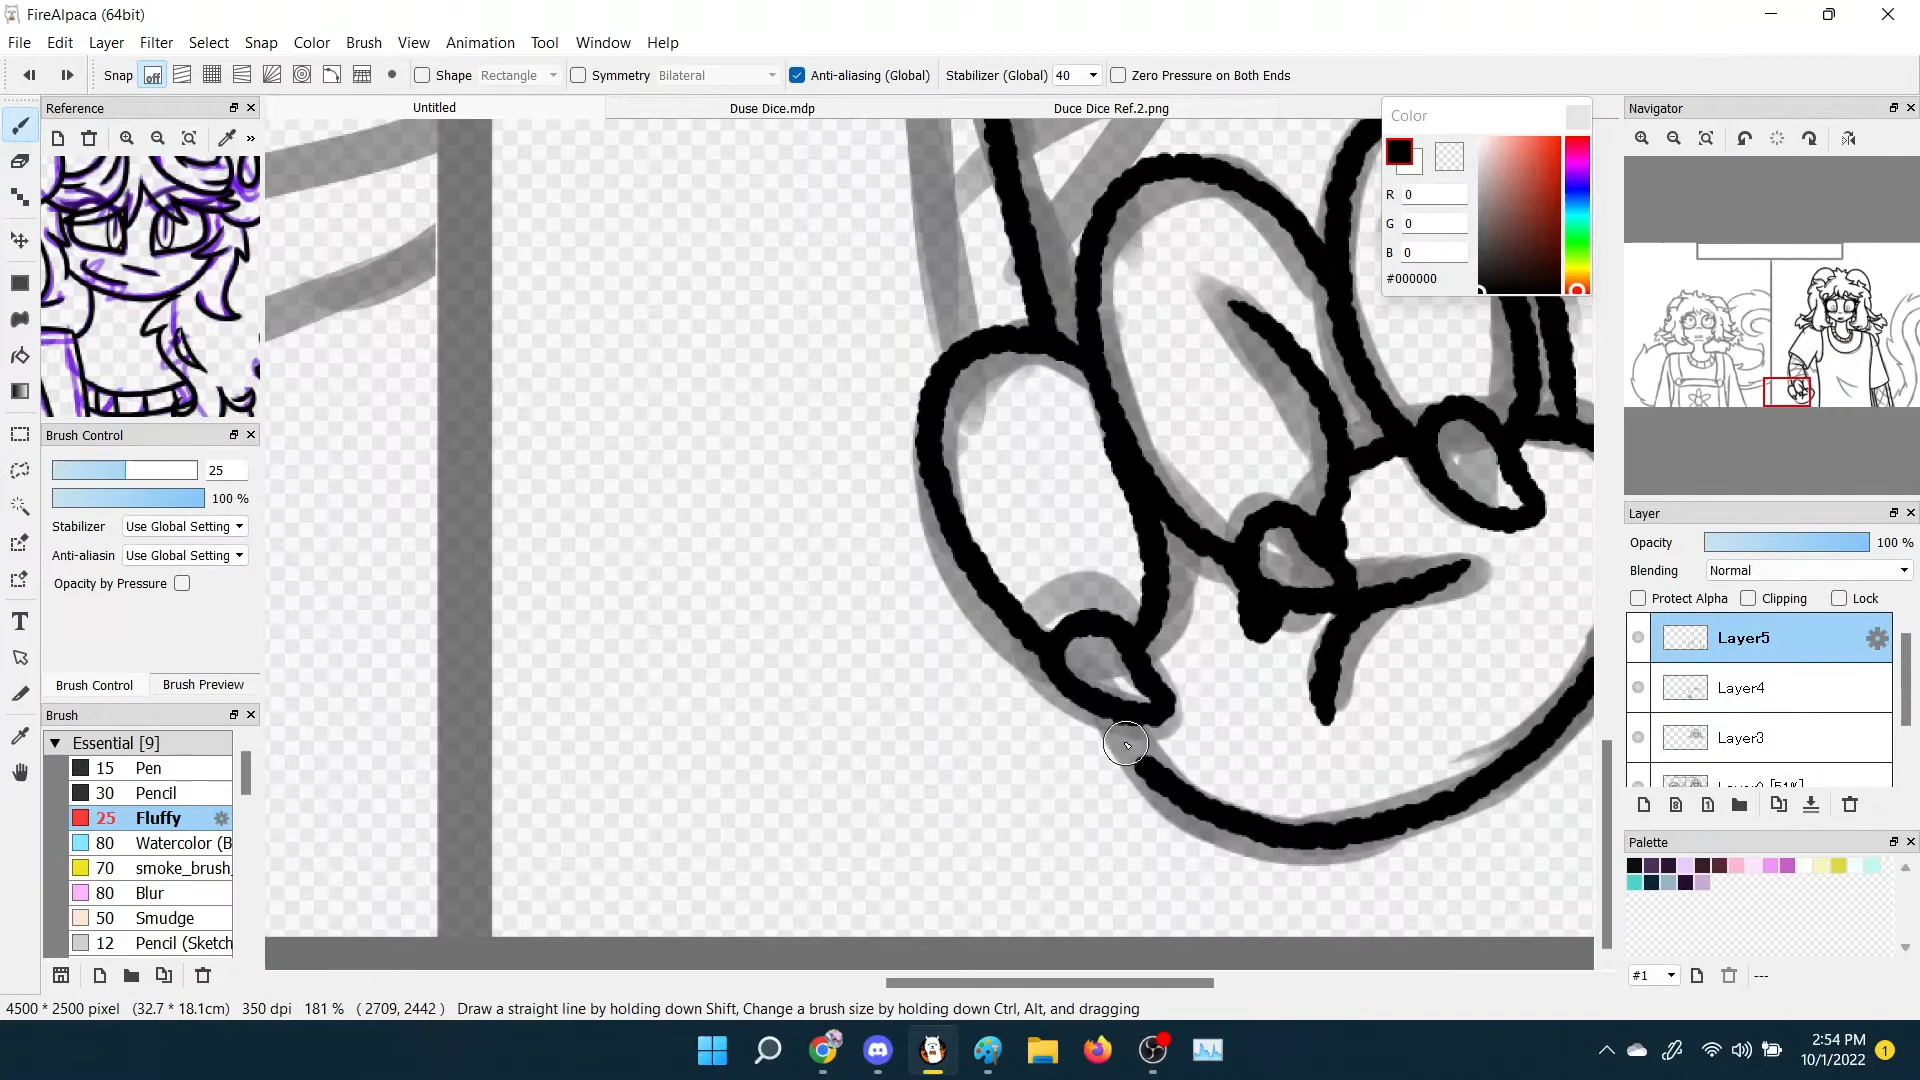 FireAlpaca (64bit)
File Edit Layer Filter Select Snap Color Brush View Animation Tool Window Help
Snap off Shape Rectangle Symmetry Bilateral Anti-aliasing (Global) Stabilizer (Global) 40 Zero Pressure on Both Ends
Reference
Untitled Duse Dice.mdp Duce Dice Ref.2.png
Color
R 0
G 0
B 0
#000000
Navigator
Brush Control
25
100 %
Stabilizer Use Global Setting
Anti-aliasin Use Global Setting
Opacity by Pressure
Brush Control Brush Preview
Brush
Essential [9]
15 Pen
30 Pencil
25 Fluffy
80 Watercolor (B
70 smoke_brush_
80 Blur
50 Smudge
12 Pencil (Sketch
Layer
Opacity 100 %
Blending Normal
Protect Alpha Clipping Lock
Layer5
Layer4
Layer3
Palette
#1 ---
4500 * 2500 pixel (32.7 * 18.1cm) 350 dpi 181 % ( 2709, 2442 ) Draw a straight line by holding down Shift, Change a brush size by holding down Ctrl, Alt, and dragging
2:54 PM
10/1/2022
1